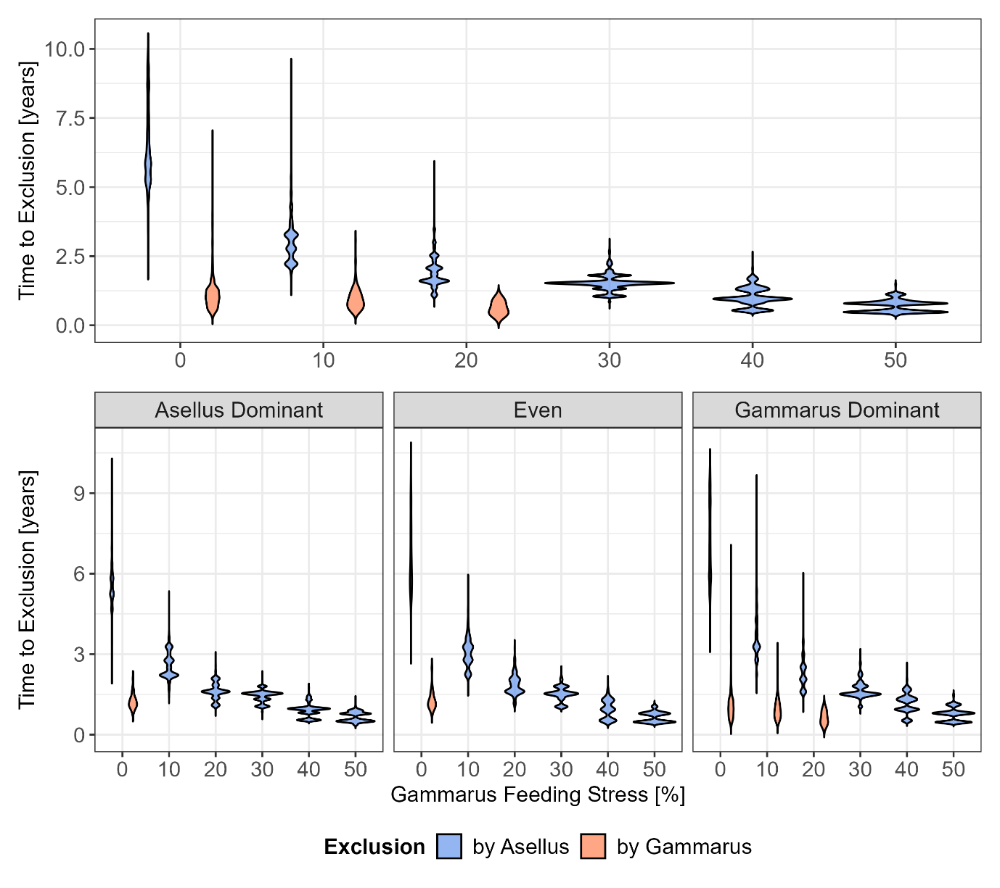 Time to Exclusion [years]
10.0
7.5
5.0
2.5
0.0
0 10 20 30 40 50
Asellus Dominant Even Gammarus Dominant
Time to Exclusion [years]
9
6
3
0
0 10 20 30 40 50 0 10 20 30 40 50 0 10 20 30 40 50
Gammarus Feeding Stress [%]
Exclusion by Asellus by Gammarus